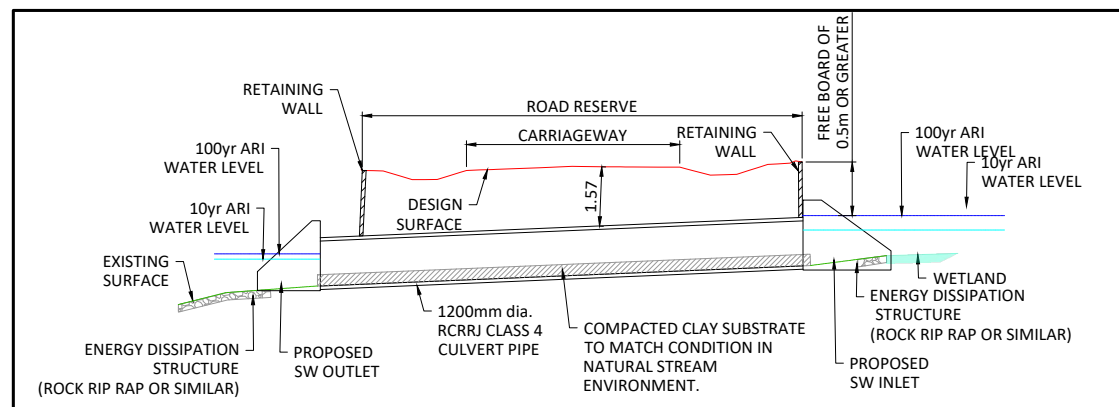 RETAINING
WALL
ROAD RESERVE
CARRIAGEWAY
RETAINING
WALL
FREE BOARD OF
0.5m OR GREATER
100yr ARI
WATER LEVEL
10yr ARI
WATER LEVEL
100yr ARI
WATER LEVEL
10yr ARI
WATER LEVEL
DESIGN
SURFACE
1.57
EXISTING
SURFACE
ENERGY DISSIPATION
STRUCTURE
(ROCK RIP RAP OR SIMILAR)
PROPOSED
SW OUTLET
1200mm dia.
RCRRJ CLASS 4
CULVERT PIPE
COMPACTED CLAY SUBSTRATE
TO MATCH CONDITION IN
NATURAL STREAM
ENVIRONMENT.
PROPOSED
SW INLET
WETLAND
ENERGY DISSIPATION
STRUCTURE
(ROCK RIP RAP OR SIMILAR)